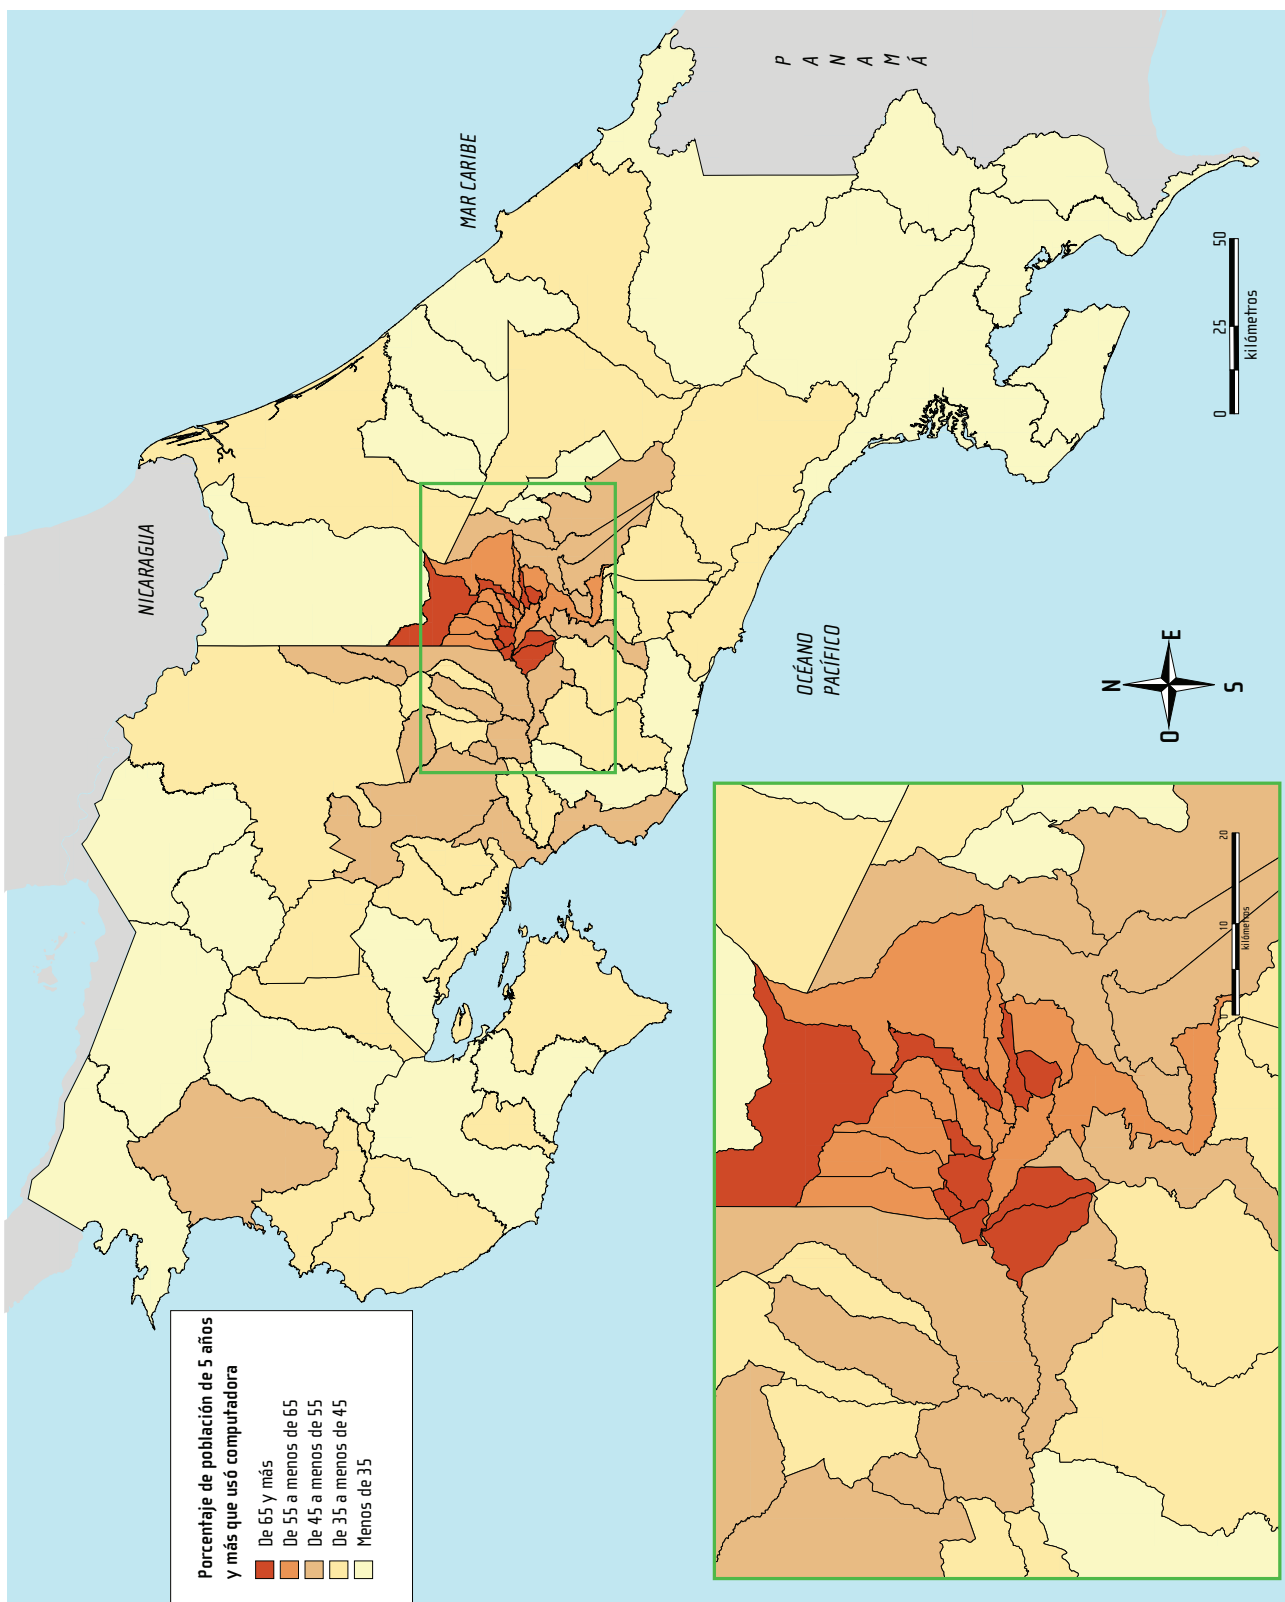 Porcentaje de población de 5 años
y más que usó computadora
De 65 y más
De 55 a menos de 65
De 45 a menos de 55
De 35 a menos de 45
Menos de 35
NICARAGUA
MAR CARIBE
PANAMÁ
OCÉANO
PACÍFICO
N
O
E
S
0 25 50
kilómetros
0 10 20
kilómetros